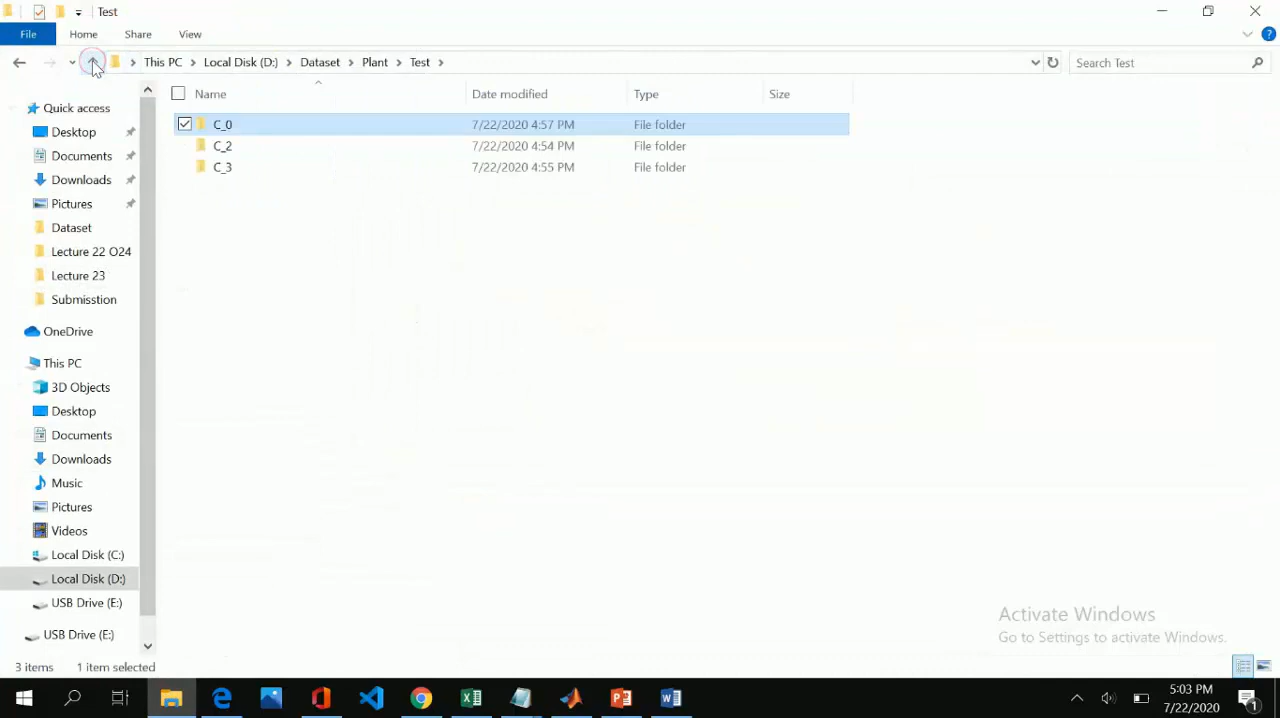 Test
File Home Share View
This PC Local Disk (D:) Dataset Plant Test Search Test
Name Date modified Type Size
C_0 7/22/2020 4:57 PM File folder
C_2 7/22/2020 4:54 PM File folder
C_3 7/22/2020 4:55 PM File folder
Quick access
Desktop
Documents
Downloads
Pictures
Dataset
Lecture 22 O24
Lecture 23
Submisstion
OneDrive
This PC
3D Objects
Desktop
Documents
Downloads
Music
Pictures
Videos
Local Disk (C:)
Local Disk (D:)
USB Drive (E:)
USB Drive (E:)
Activate Windows
Go to Settings to activate Windows.
3 items 1 item selected
5:03 PM
7/22/2020
1